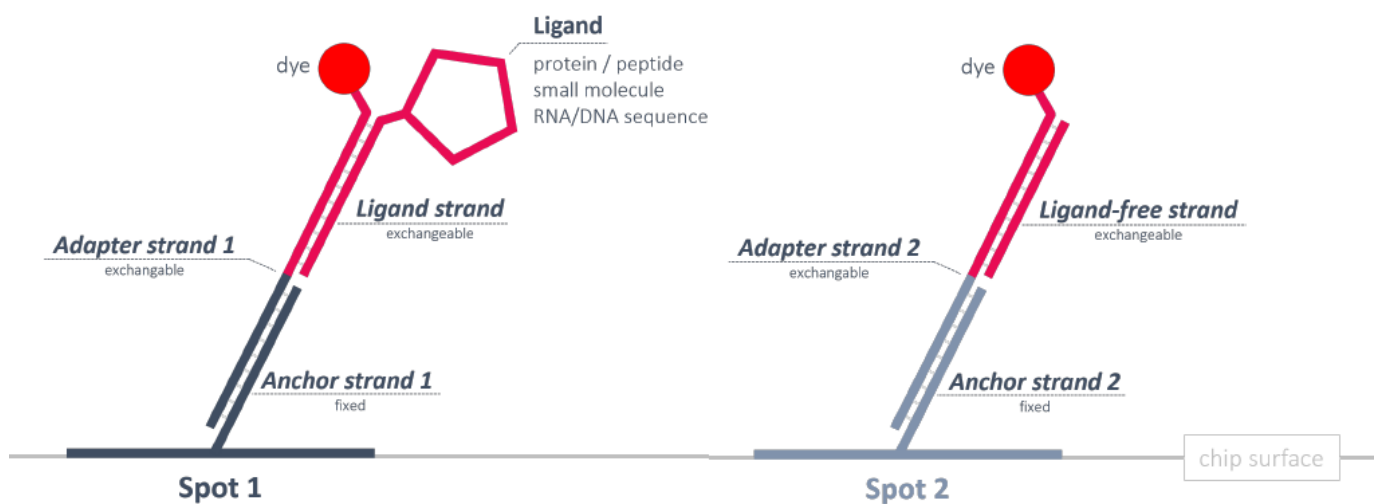 Ligand
dye
protein / peptide
small molecule
RNA/DNA sequence
Ligand strand
exchangeable
Adapter strand 1
exchangable
Anchor strand 1
fixed
Spot 1
dye
Ligand-free strand
exchangeable
Adapter strand 2
exchangable
Anchor strand 2
fixed
Spot 2
chip surface